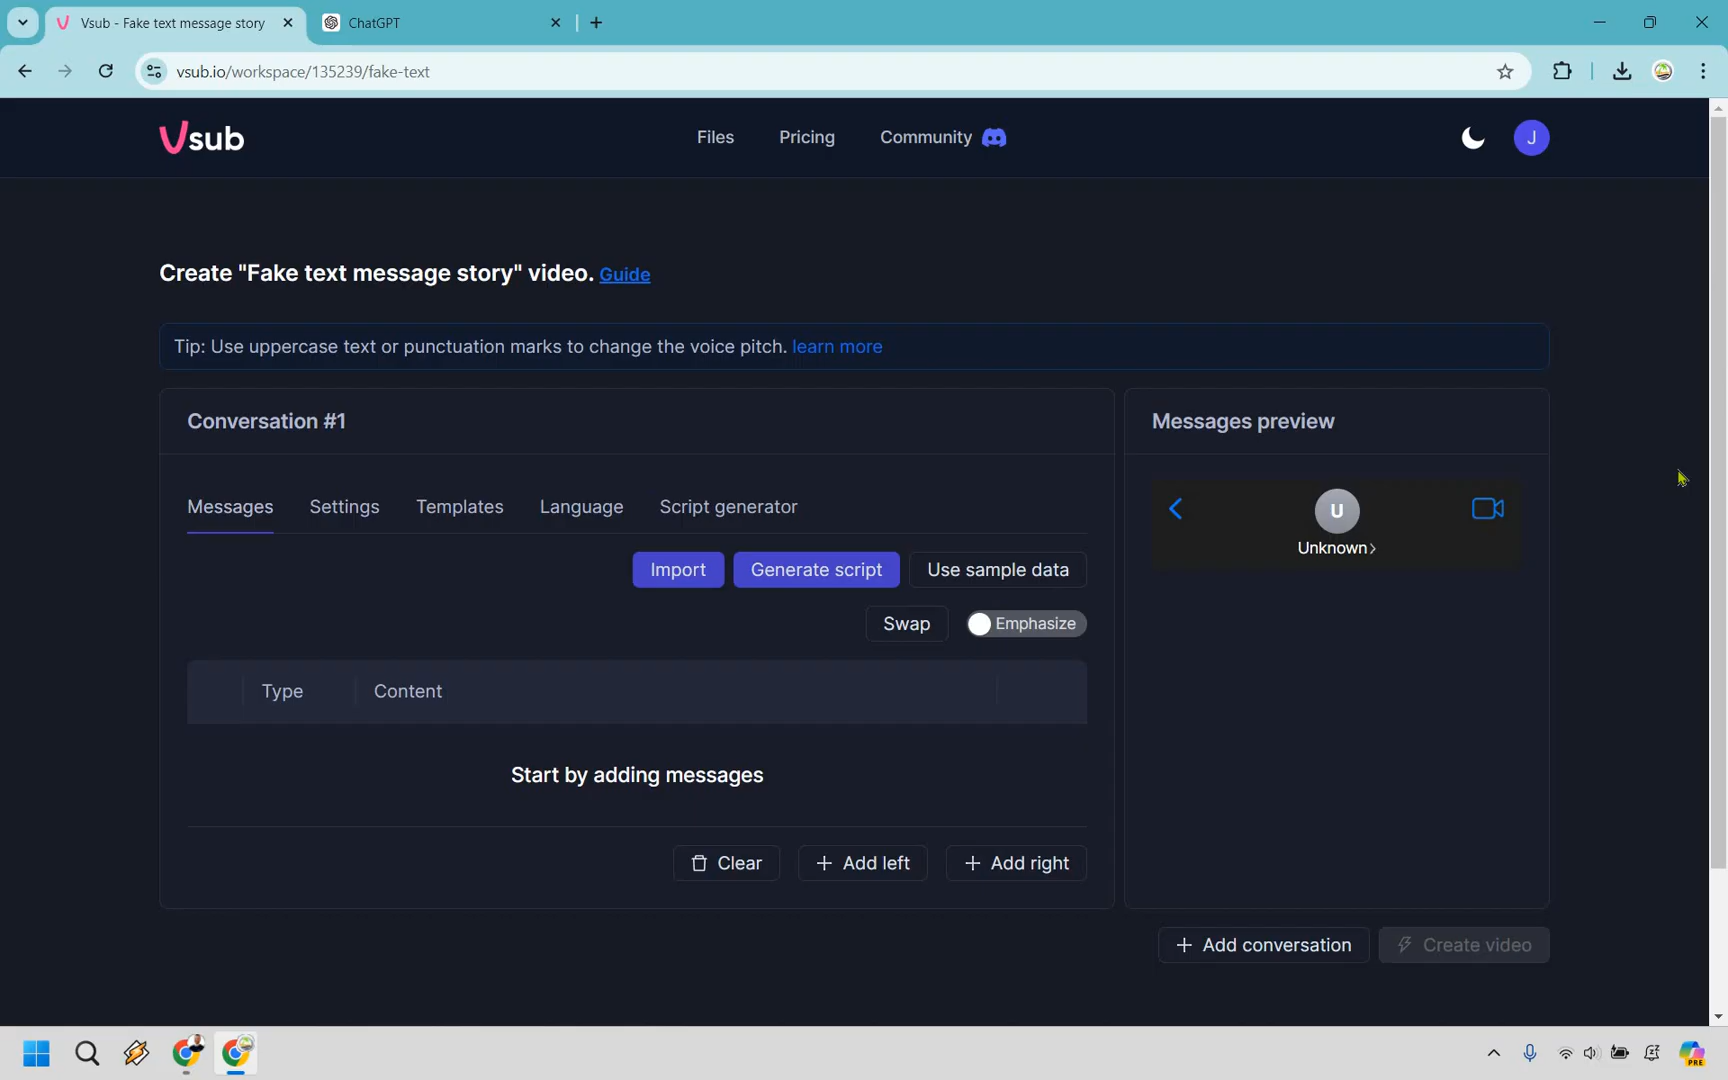 Vsub - Fake text message story
ChatGPT
vsub.io/workspace/135239/fake-text
Vsub
Files
Pricing
Community
J
Create "Fake text message story" video. Guide
Tip: Use uppercase text or punctuation marks to change the voice pitch. learn more
Conversation #1
Messages preview
Messages
Settings
Templates
Language
Script generator
U
Unknown
Import
Generate script
Use sample data
Swap
Emphasize
Type
Content
Start by adding messages
Clear
Add left
Add right
Add conversation
Create video
PRE